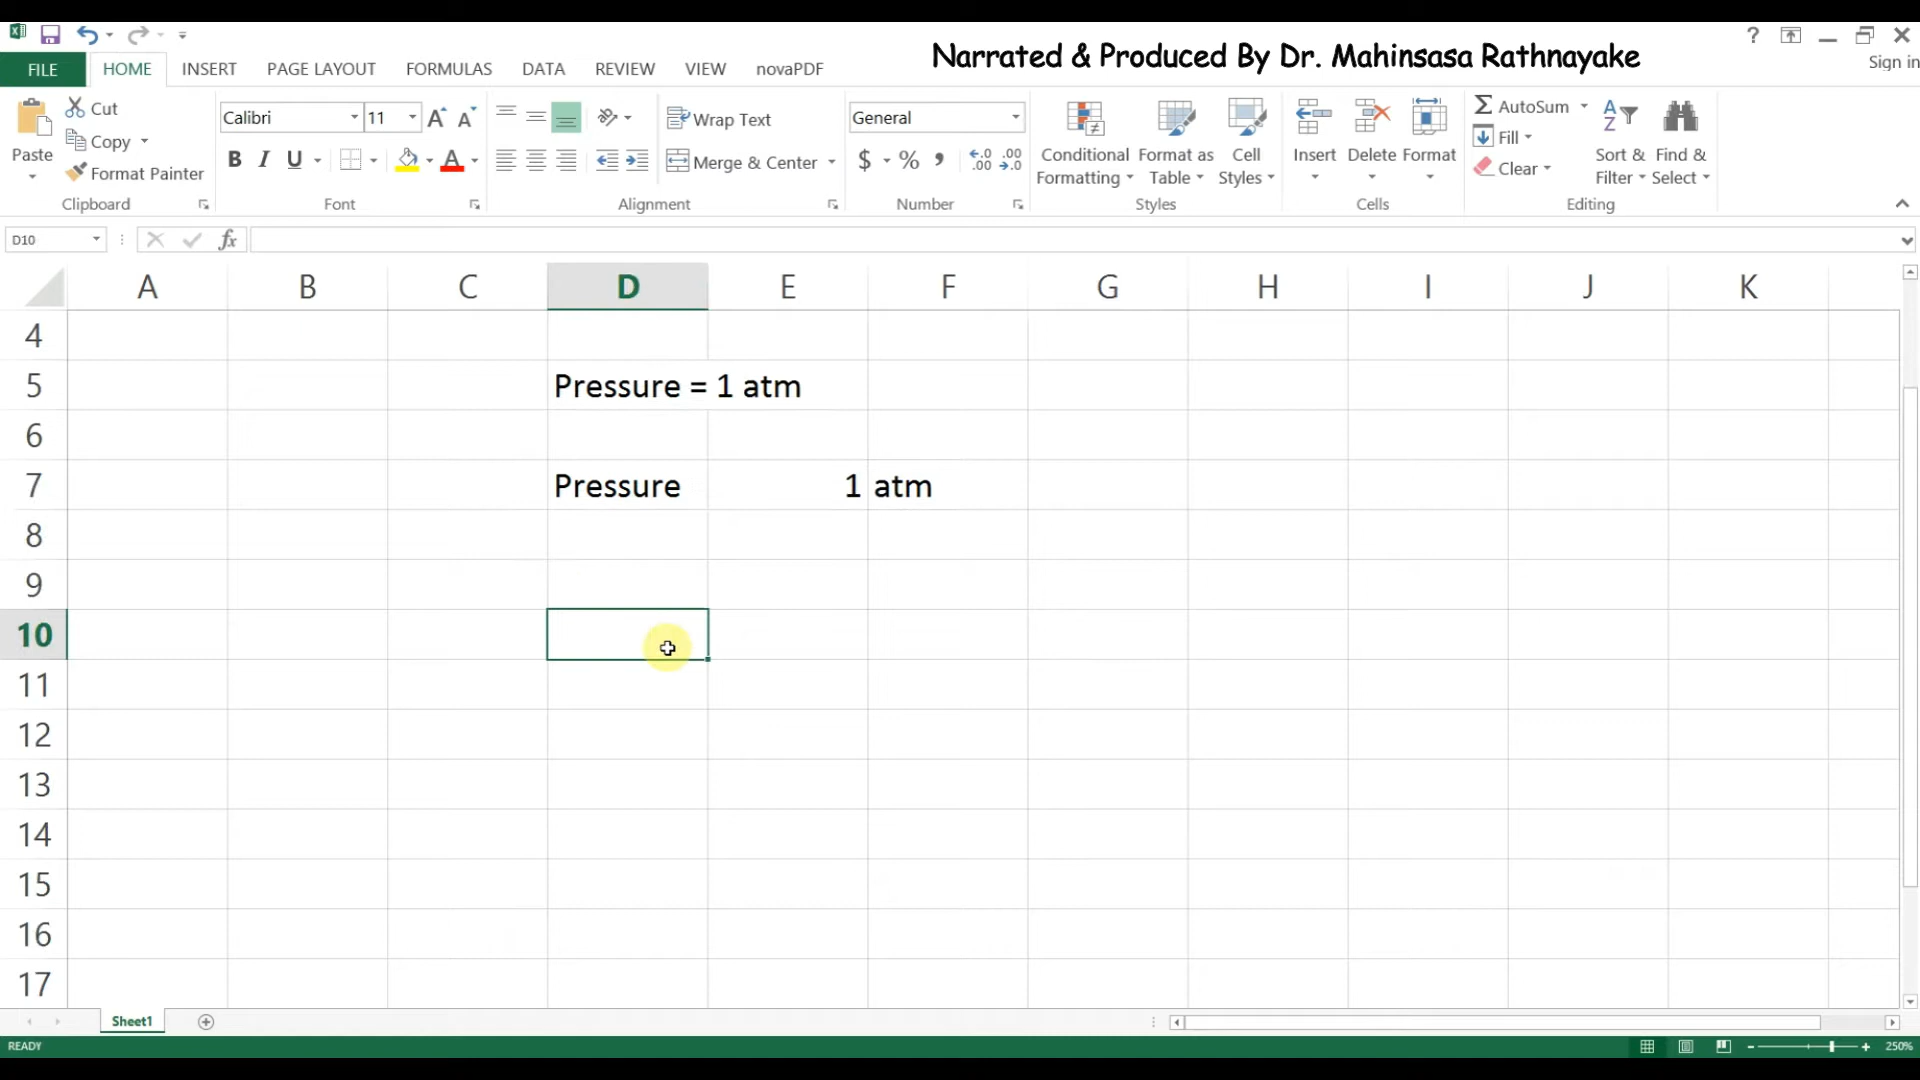 Narrated & Produced By Dr. Mahinsasa Rathnayake
? Sign in
FILE HOME INSERT PAGE LAYOUT FORMULAS DATA REVIEW VIEW novaPDF
Paste
Cut
Copy
Format Painter
Clipboard
Calibri 11
B I U A
Font
Wrap Text
Merge & Center
Alignment
General
$ % ,
Number
Conditional Formatting
Format as Table
Cell Styles
Styles
Insert Delete Format
Cells
AutoSum
Fill
Clear
Sort & Filter
Find & Select
Editing
D10 fx
A B C D E F G H I J K
4
5 Pressure = 1 atm
6
7 Pressure 1 atm
8
9
10
11
12
13
14
15
16
17
Sheet1
READY 250%